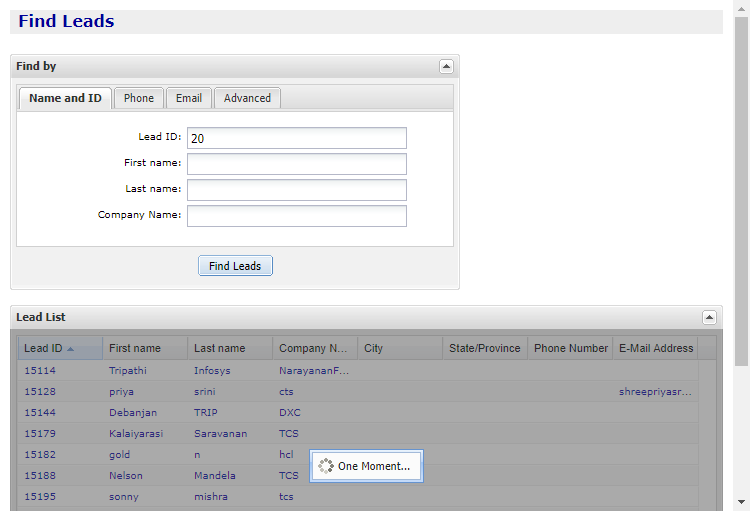 Find Leads
Find by
Name and ID Phone Email Advanced
Lead ID: 20
First name:
Last name:
Company Name:
Find Leads
Lead List
Lead ID First name Last name Company N... City State/Province Phone Number E-Mail Address
15114 Tripathi Infosys NarayananF...
15128 priya srini cts shreepriyasr...
15144 Debanjan TRIP DXC
15179 Kalaiyarasi Saravanan TCS
15182 gold n hcl
One Moment...
15188 Nelson Mandela TCS
15195 sonny mishra tcs